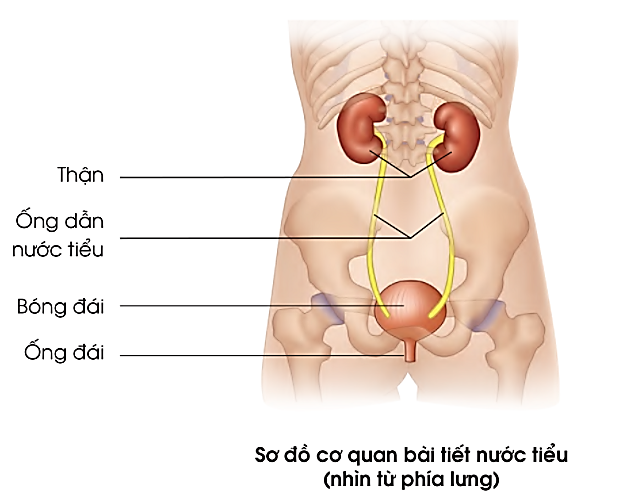 Thận
Ống dẫn
nước tiểu
Bóng đái
Ống đái
Sơ đồ cơ quan bài tiết nước tiểu
(nhìn từ phía lưng)